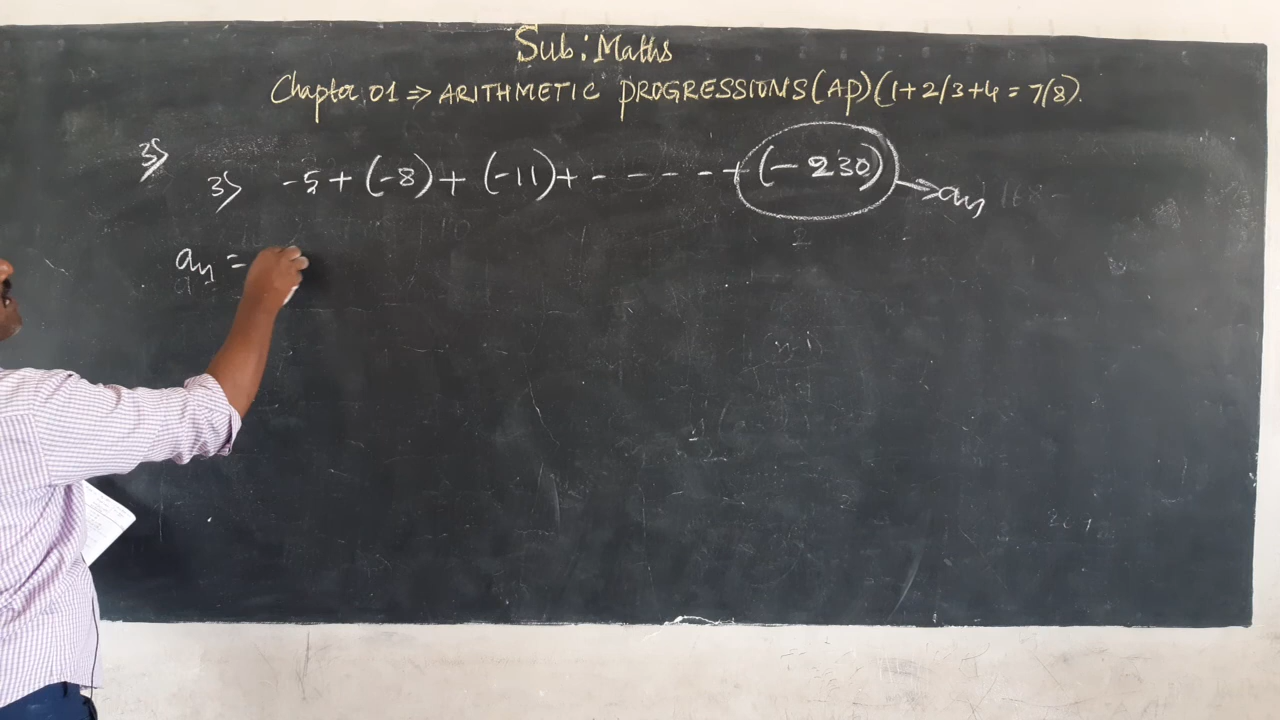 Sub: Maths
Chapter 01 ⇒ ARITHMETIC PROGRESSIONS (AP) (1+2/3+4 = 7/8).
3) 3) -5 + (-8) + (-11) + - - - - + (-230) → an
an =